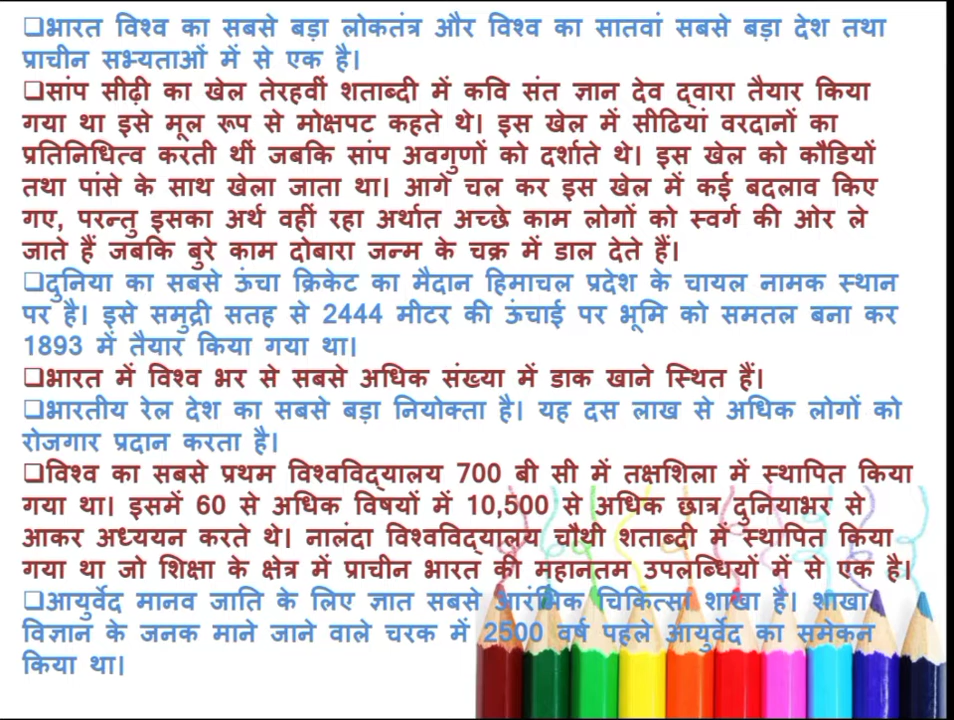 ❑भारत विश्व का सबसे बड़ा लोकतंत्र और विश्व का सातवां सबसे बड़ा देश तथा
प्राचीन सभ्यताओं में से एक है।
❑सांप सीढ़ी का खेल तेरहवीं शताब्दी में कवि संत ज्ञान देव द्वारा तैयार किया
गया था इसे मूल रूप से मोक्षपट कहते थे। इस खेल में सीढियां वरदानों का
प्रतिनिधित्व करती थीं जबकि सांप अवगुणों को दर्शाते थे। इस खेल को कौडियों
तथा पांसे के साथ खेला जाता था। आगे चल कर इस खेल में कई बदलाव किए
गए, परन्तु इसका अर्थ वहीं रहा अर्थात अच्छे काम लोगों को स्वर्ग की ओर ले
जाते हैं जबकि बुरे काम दोबारा जन्म के चक्र में डाल देते हैं।
❑दुनिया का सबसे ऊंचा क्रिकेट का मैदान हिमाचल प्रदेश के चायल नामक स्थान
पर है। इसे समुद्री सतह से 2444 मीटर की ऊंचाई पर भूमि को समतल बना कर
1893 में तैयार किया गया था।
❑भारत में विश्व भर से सबसे अधिक संख्या में डाक खाने स्थित हैं।
❑भारतीय रेल देश का सबसे बड़ा नियोक्ता है। यह दस लाख से अधिक लोगों को
रोजगार प्रदान करता है।
❑विश्व का सबसे प्रथम विश्वविद्यालय 700 बी सी में तक्षशिला में स्थापित किया
गया था। इसमें 60 से अधिक विषयों में 10,500 से अधिक छात्र दुनियाभर से
आकर अध्ययन करते थे। नालंदा विश्वविद्यालय चौथी शताब्दी में स्थापित किया
गया था जो शिक्षा के क्षेत्र में प्राचीन भारत की महानतम उपलब्धियों में से एक है।
❑आयुर्वेद मानव जाति के लिए ज्ञात सबसे आरंभिक चिकित्सा शाखा है। शाखा
विज्ञान के जनक माने जाने वाले चरक में 2500 वर्ष पहले आयुर्वेद का समेकन
किया था।